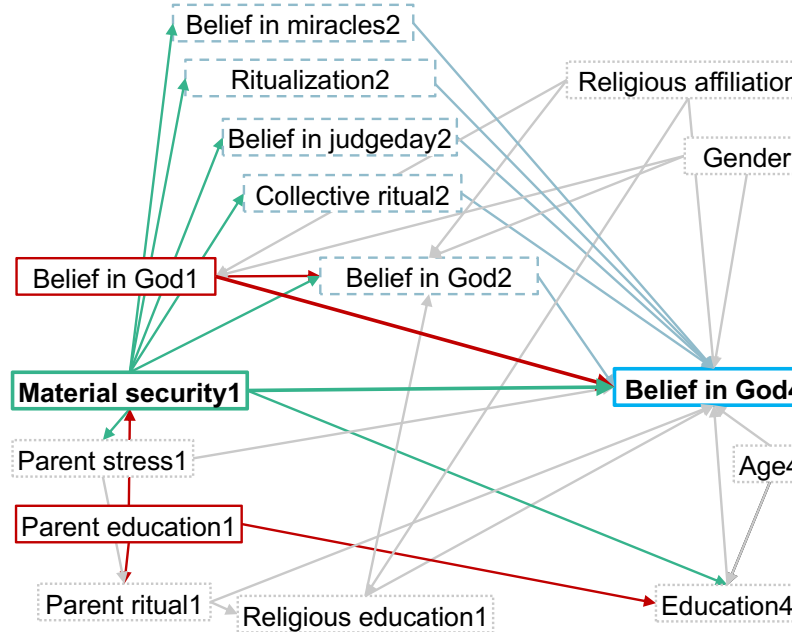 Belief in miracles2
Ritualization2
Religious affiliation
Belief in judgeday2
Gender
Collective ritual2
Belief in God1
Belief in God2
Material security1
Belief in God4
Parent stress1
Age4
Parent education1
Parent ritual1
Religious education1
Education4